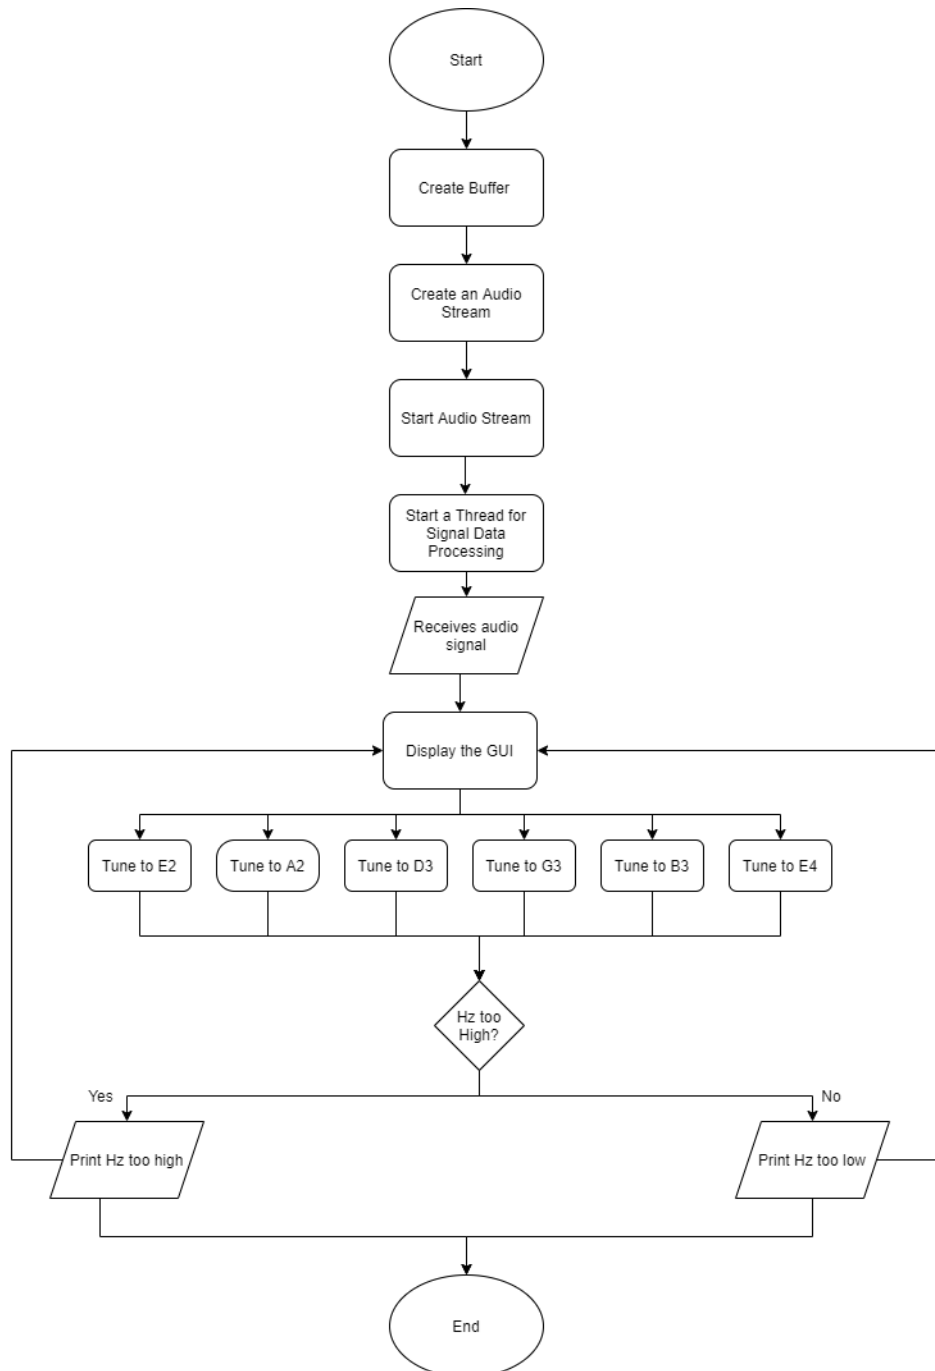 Start
Create Buffer
Create an Audio
Stream
Start Audio Stream
Start a Thread for
Signal Data
Processing
Receives audio
signal
Display the GUI
Tune to E2
Tune to A2
Tune to D3
Tune to G3
Tune to B3
Tune to E4
Hz too
High?
Yes
No
Print Hz too high
Print Hz too low
End